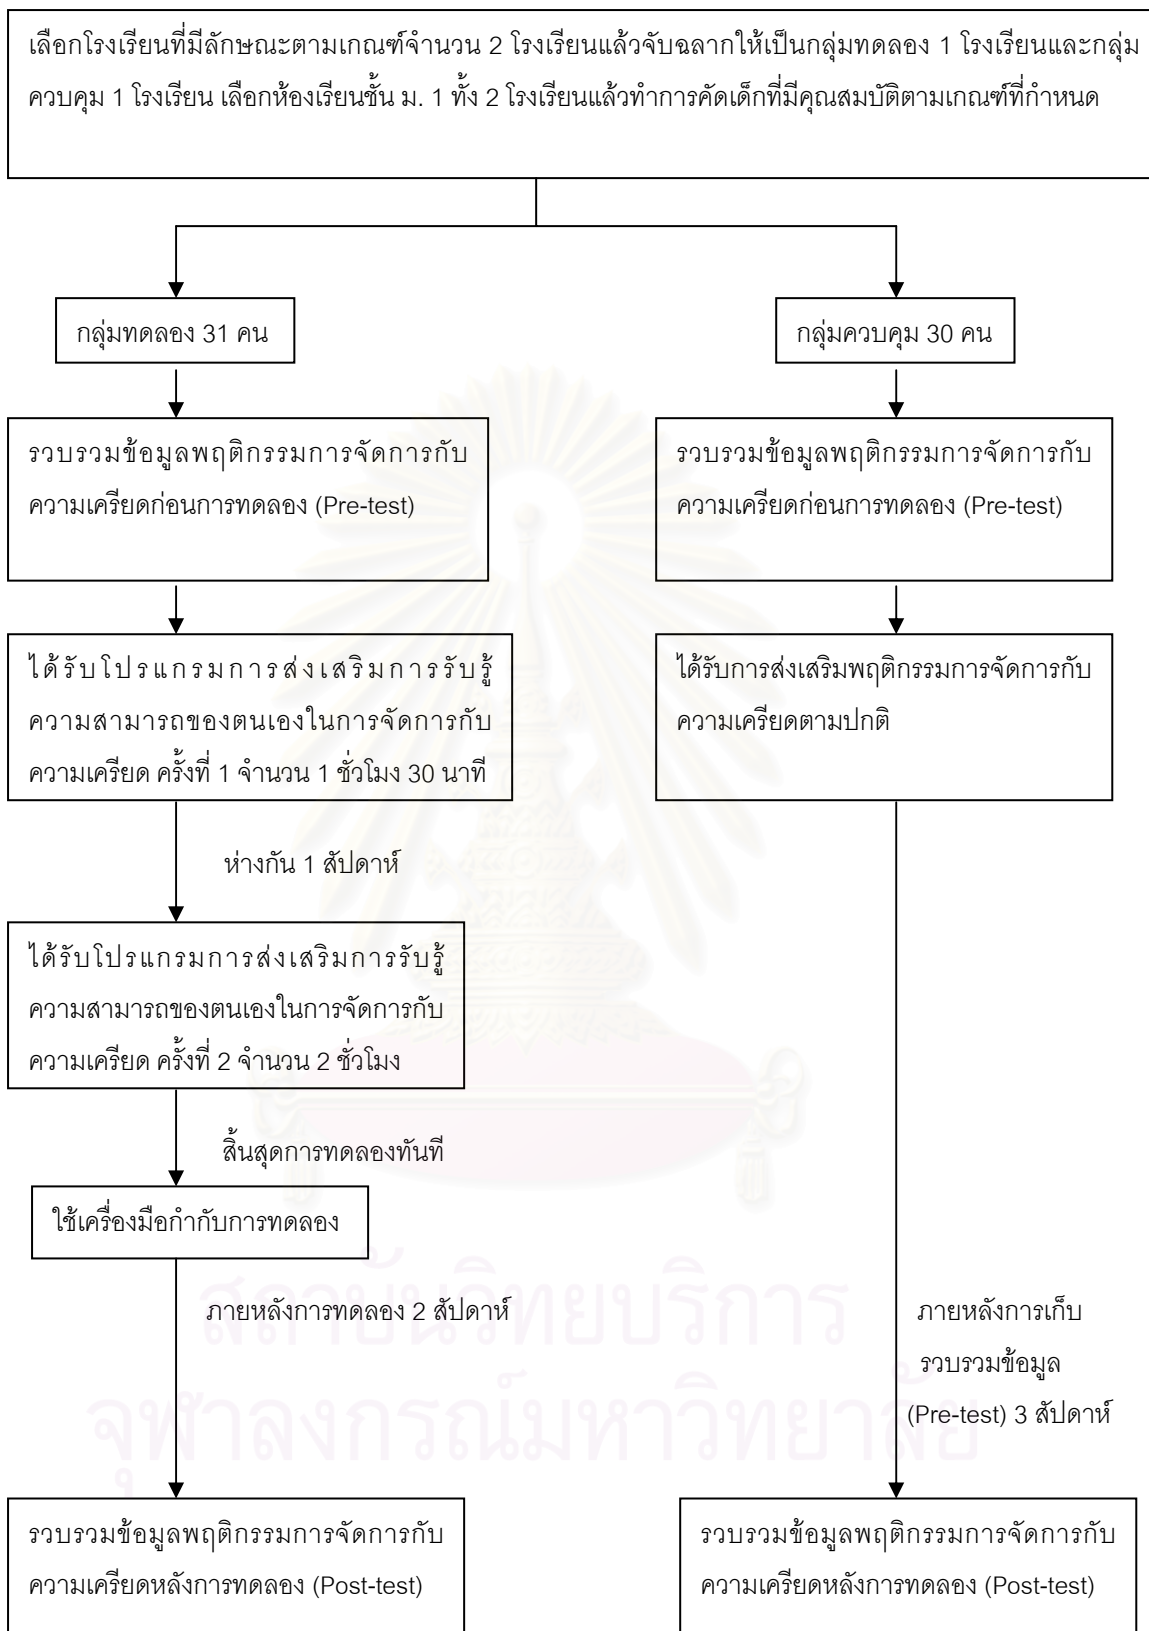 เลือกโรงเรียนที่มีลักษณะตามเกณฑ์จำนวน 2 โรงเรียนแล้วจับฉลากให้เป็นกลุ่มทดลอง 1 โรงเรียนและกลุ่ม
ควบคุม 1 โรงเรียน เลือกห้องเรียนชั้น ม. 1 ทั้ง 2 โรงเรียนแล้วทำการคัดเด็กที่มีคุณสมบัติตามเกณฑ์ที่กำหนด
กลุ่มทดลอง 31 คน
กลุ่มควบคุม 30 คน
รวบรวมข้อมูลพฤติกรรมการจัดการกับ
ความเครียดก่อนการทดลอง (Pre-test)
รวบรวมข้อมูลพฤติกรรมการจัดการกับ
ความเครียดก่อนการทดลอง (Pre-test)
ได้รับโปรแกรมการส่งเสริมการรับรู้
ความสามารถของตนเองในการจัดการกับ
ความเครียด ครั้งที่ 1 จำนวน 1 ชั่วโมง 30 นาที
ได้รับการส่งเสริมพฤติกรรมการจัดการกับ
ความเครียดตามปกติ
ห่างกัน 1 สัปดาห์
ได้รับโปรแกรมการส่งเสริมการรับรู้
ความสามารถของตนเองในการจัดการกับ
ความเครียด ครั้งที่ 2 จำนวน 2 ชั่วโมง
สิ้นสุดการทดลองทันที
ใช้เครื่องมือกำกับการทดลอง
ภายหลังการทดลอง 2 สัปดาห์
ภายหลังการเก็บ
รวบรวมข้อมูล
(Pre-test) 3 สัปดาห์
สถาบันวิทยบริการ
จุฬาลงกรณ์มหาวิทยาลัย
รวบรวมข้อมูลพฤติกรรมการจัดการกับ
ความเครียดหลังการทดลอง (Post-test)
รวบรวมข้อมูลพฤติกรรมการจัดการกับ
ความเครียดหลังการทดลอง (Post-test)